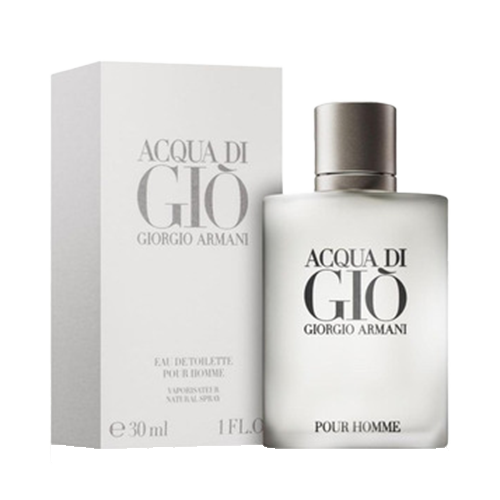 ACQUA DI
GIÒ
GIORGIO ARMANI
EAU DE TOILETTE
POUR HOMME
VAPORISATEUR
NATURAL SPRAY
℮ 30 ml 1 FL.O
ACQUA DI
GIÒ
GIORGIO ARMANI
POUR HOMME